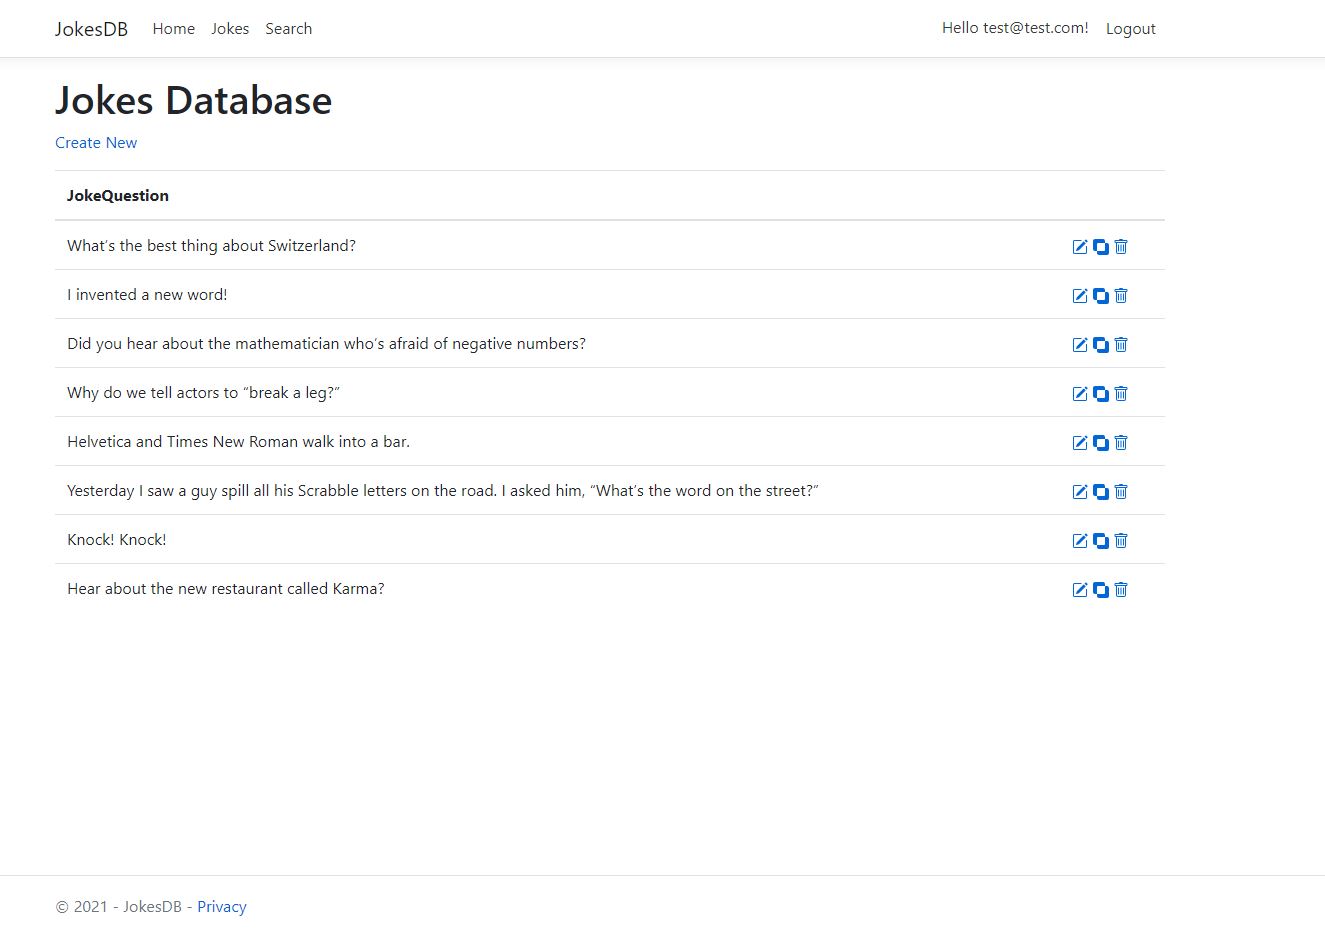 JokesDB Home Jokes Search Hello test@test.com! Logout
Jokes Database
Create New
JokeQuestion
What’s the best thing about Switzerland?
I invented a new word!
Did you hear about the mathematician who’s afraid of negative numbers?
Why do we tell actors to “break a leg?”
Helvetica and Times New Roman walk into a bar.
Yesterday I saw a guy spill all his Scrabble letters on the road. I asked him, “What’s the word on the street?”
Knock! Knock!
Hear about the new restaurant called Karma?
© 2021 - JokesDB - Privacy